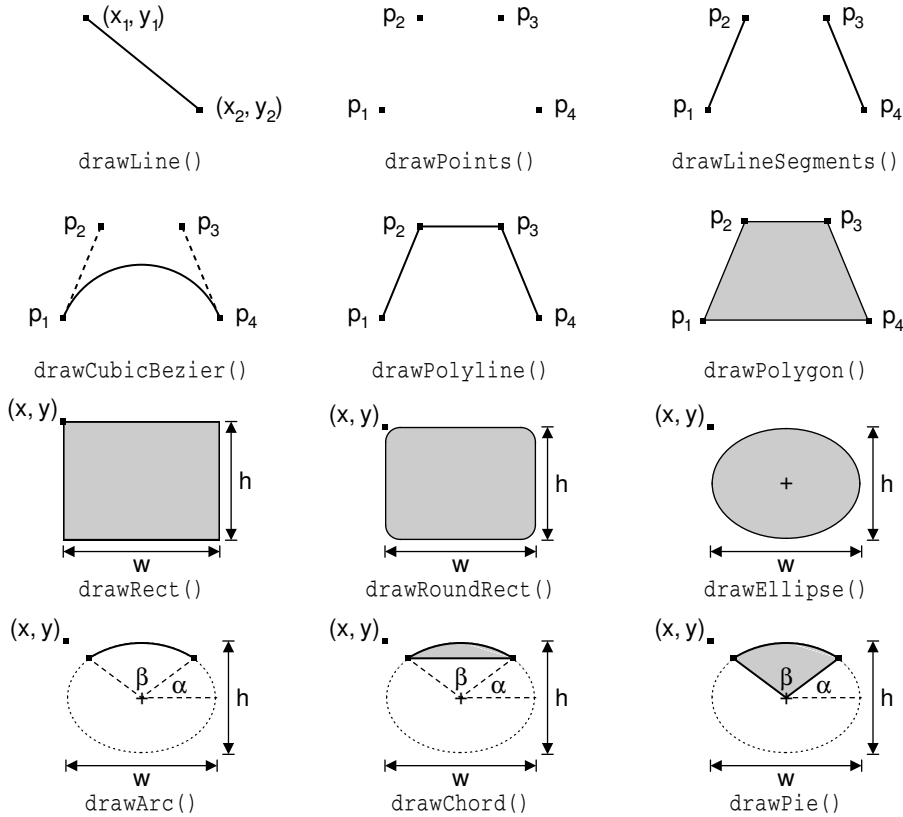 (x₁, y₁)
(x₂, y₂)
drawLine()
p₂ p₃
p₁ p₄
drawPoints()
p₂ p₃
p₁ p₄
drawLineSegments()
p₂ p₃
p₁ p₄
drawCubicBezier()
p₂ p₃
p₁ p₄
drawPolyline()
p₂ p₃
p₁ p₄
drawPolygon()
(x, y)
h
w
drawRect()
(x, y)
h
w
drawRoundRect()
(x, y)
h
w
drawEllipse()
(x, y)
β
α
h
w
drawArc()
(x, y)
β
α
h
w
drawChord()
(x, y)
β
α
h
w
drawPie()